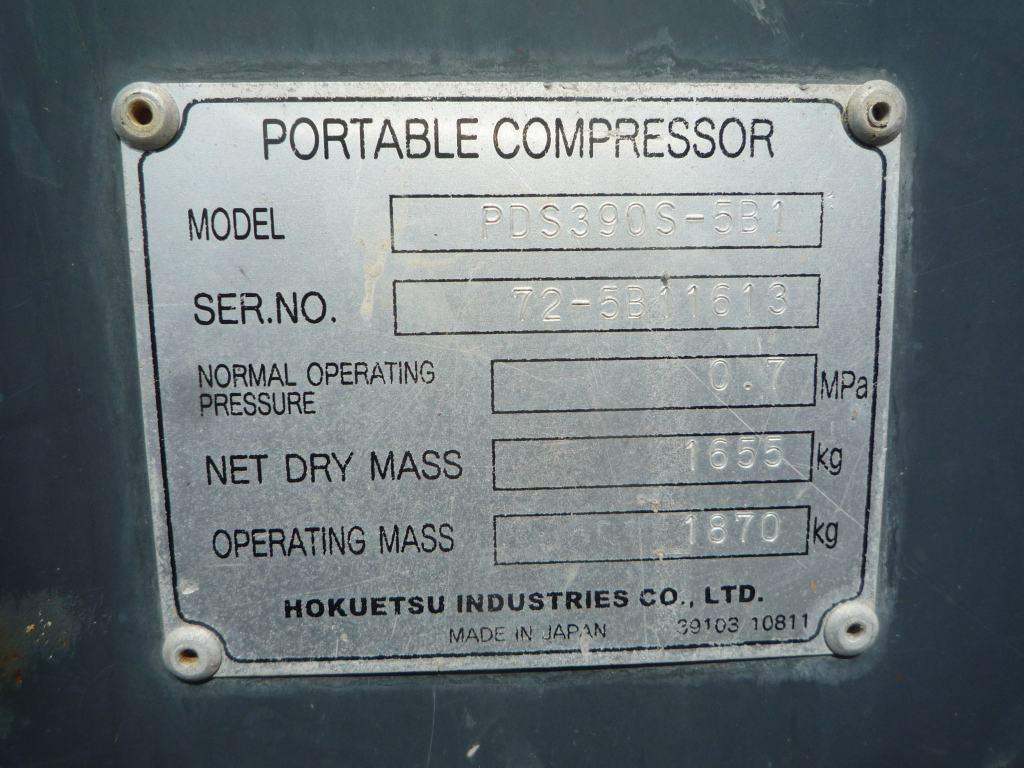 PORTABLE COMPRESSOR
MODEL PDS390S-5B1
SER.NO. 72-5B11613
NORMAL OPERATING PRESSURE 0.7 MPa
NET DRY MASS 1655 kg
OPERATING MASS 1870 kg
HOKUETSU INDUSTRIES CO., LTD.
MADE IN JAPAN 39103 10811